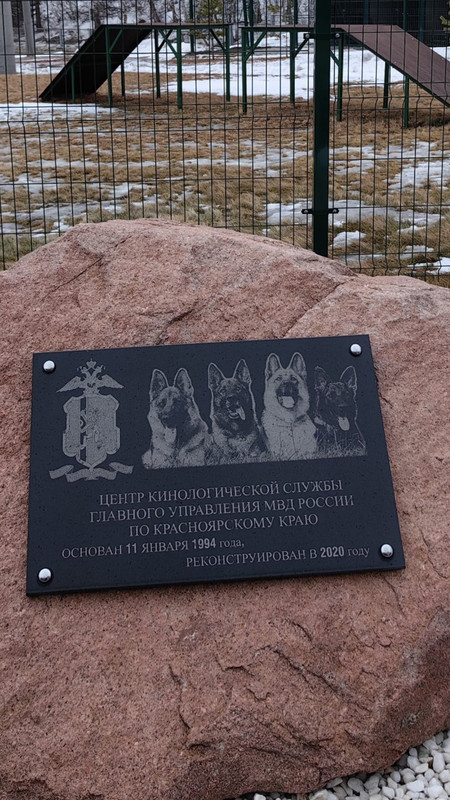 ЦЕНТР КИНОЛОГИЧЕСКОЙ СЛУЖБЫ
ГЛАВНОГО УПРАВЛЕНИЯ МВД РОССИИ
ПО КРАСНОЯРСКОМУ КРАЮ
ОСНОВАН 11 ЯНВАРЯ 1994 года,
РЕКОНСТРУИРОВАН В 2020 году